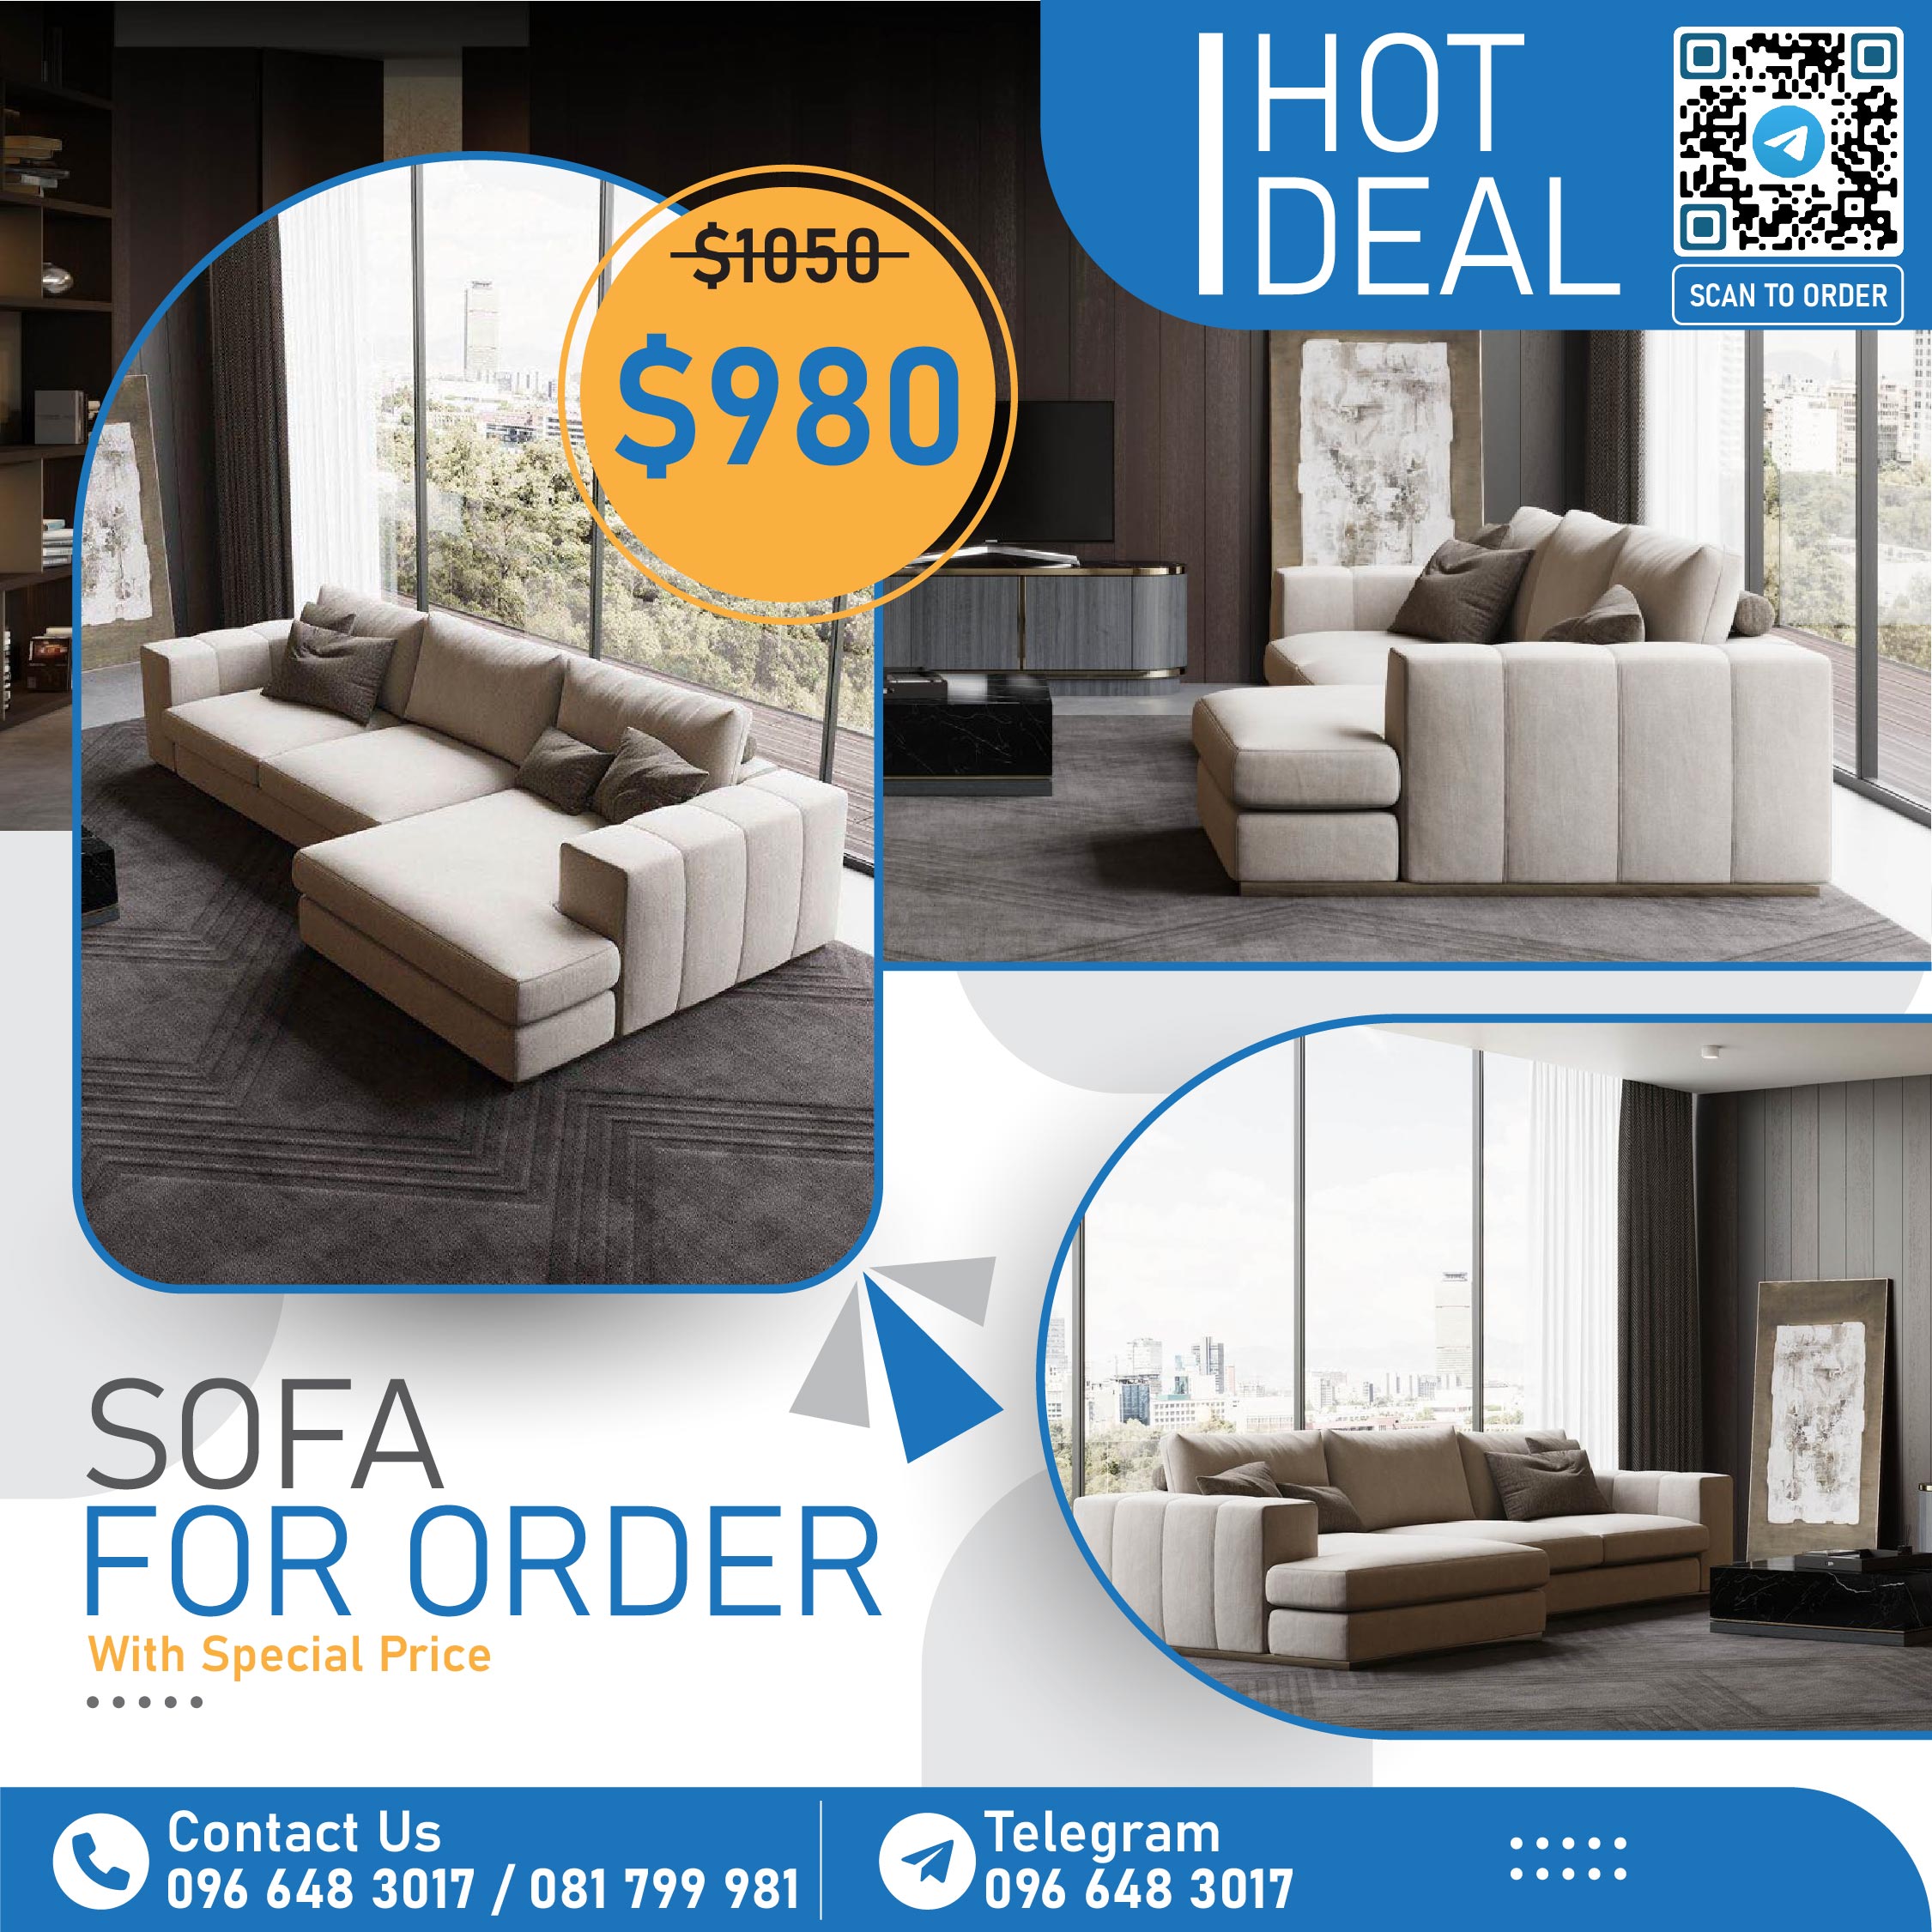 HOT
DEAL
SCAN TO ORDER
$1050
$980
SOFA
FOR ORDER
With Special Price
Contact Us
096 648 3017 / 081 799 981
Telegram
096 648 3017